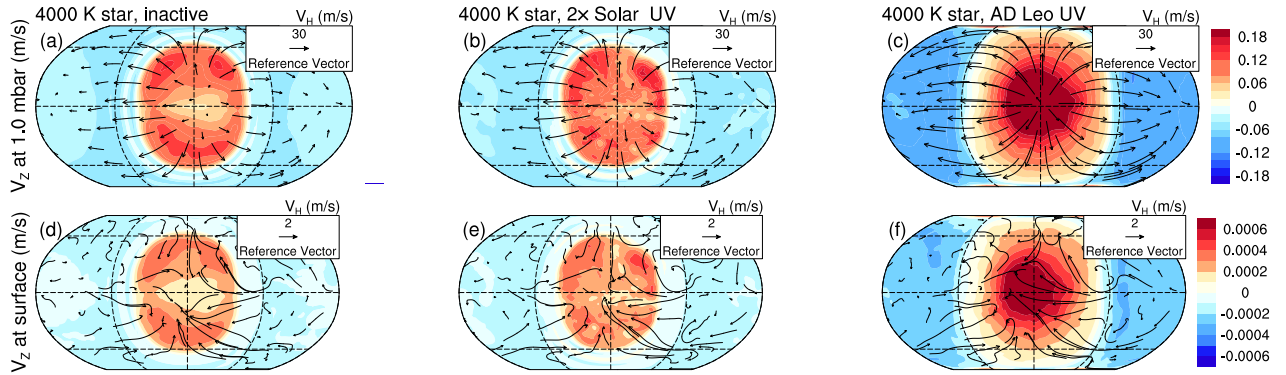 4000 K star, inactive
V_H (m/s)
(a)
30
Reference Vector
4000 K star, 2× Solar UV
V_H (m/s)
(b)
30
Reference Vector
4000 K star, AD Leo UV
V_H (m/s)
(c)
30
Reference Vector
V_Z at 1.0 mbar (m/s)
0.18
0.12
0.06
0
-0.06
-0.12
-0.18
V_H (m/s)
(d)
2
Reference Vector
V_H (m/s)
(e)
2
Reference Vector
V_H (m/s)
(f)
2
Reference Vector
V_Z at surface (m/s)
0.0006
0.0004
0.0002
0
-0.0002
-0.0004
-0.0006